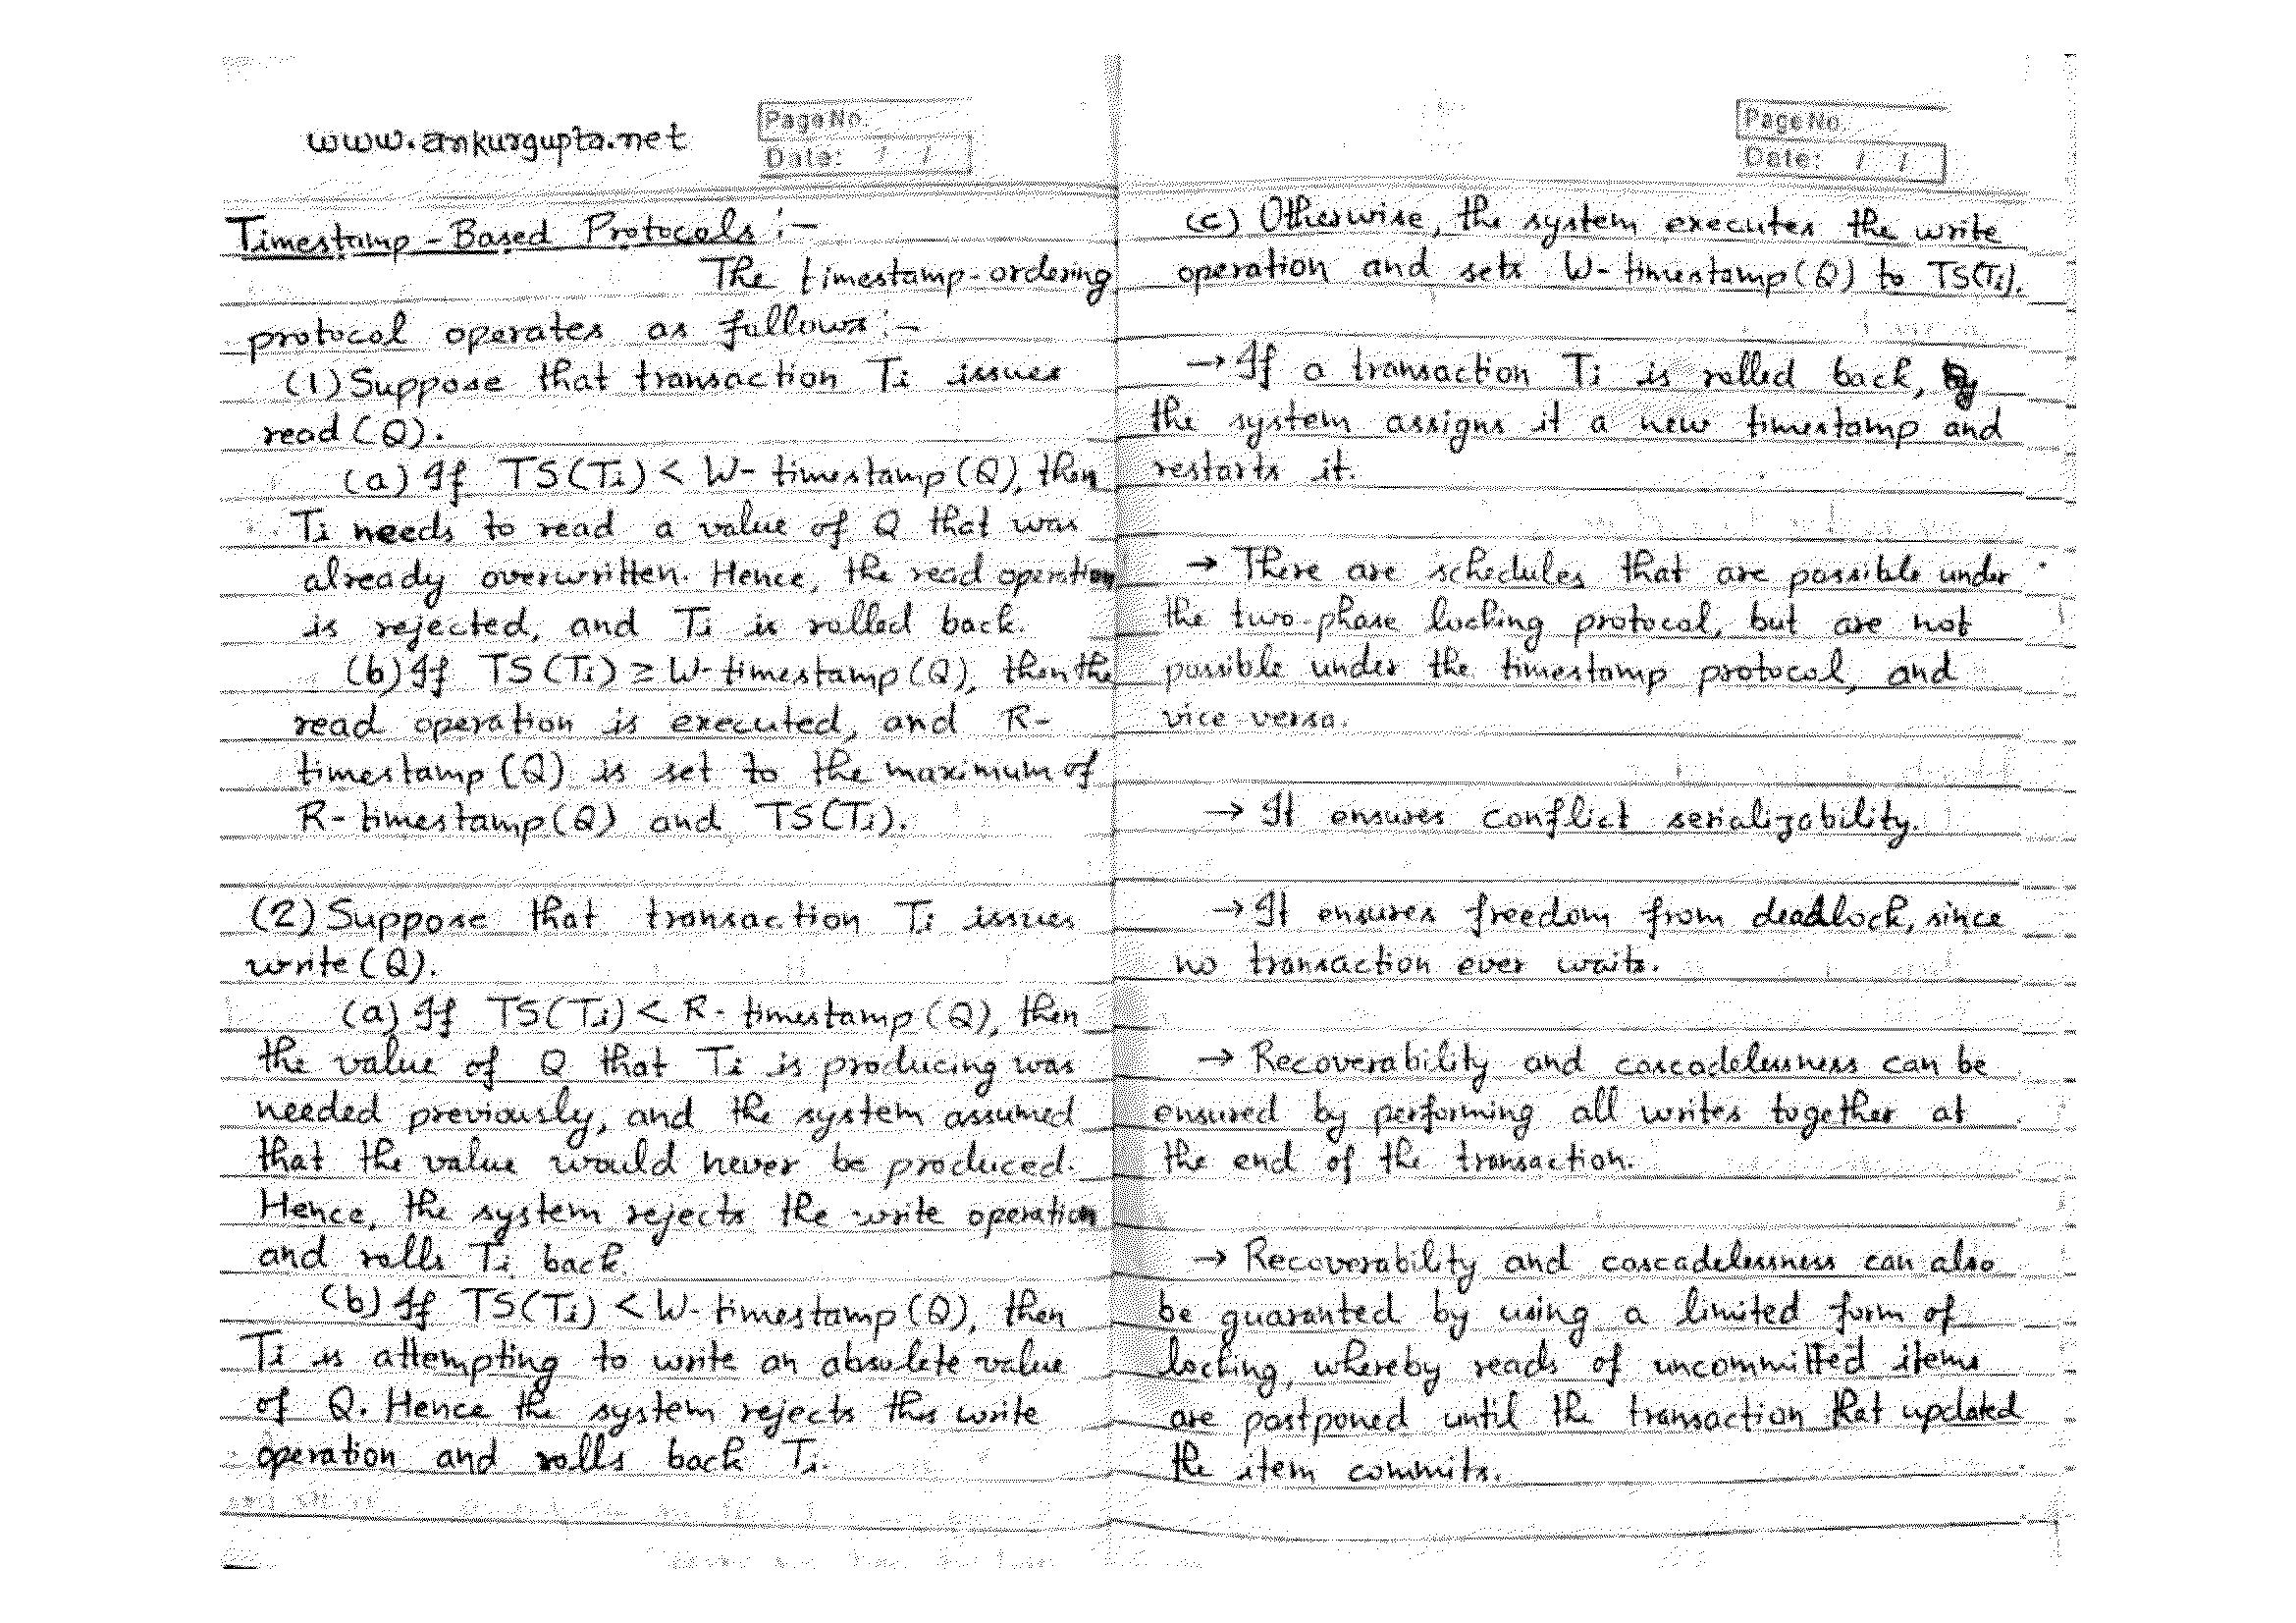 www.ankurgupta.net
Page No.
Date: / /
Timestamp-Based Protocols :-
The timestamp-ordering
protocol operates as follows:-
(1) Suppose that transaction Ti issues
read (Q).
(a) If TS(Ti) < W-timestamp(Q), then
Ti needs to read a value of Q that was
already overwritten. Hence, the read operation
is rejected, and Ti is rolled back.
(b) If TS(Ti) ≥ W-timestamp(Q), then the
read operation is executed, and R-
timestamp(Q) is set to the maximum of
R-timestamp(Q) and TS(Ti).
(2) Suppose that transaction Ti issues
write(Q).
(a) If TS(Ti) < R-timestamp(Q), then
the value of Q that Ti is producing was
needed previously, and the system assumed
that the value would never be produced.
Hence, the system rejects the write operation
and rolls Ti back.
(b) If TS(Ti) < W-timestamp(Q), then
Ti is attempting to write an absolete value
of Q. Hence the system rejects this write
operation and rolls back Ti.
Page No.
Date: / /
(c) Otherwise, the system executes the write
operation and sets W-timestamp(Q) to TS(Ti).
→ If a transaction Ti is rolled back,
the system assigns it a new timestamp and
restarts it.
→ There are schedules that are possible under
the two-phase locking protocol, but are not
possible under the timestamp protocol, and
vice versa.
→ It ensures conflict serializability.
→ It ensures freedom from deadlock, since
no transaction ever waits.
→ Recoverability and cascadelessness can be
ensured by performing all writes together at
the end of the transaction.
→ Recoverability and cascadelessness can also
be guaranted by using a limited form of
locking, whereby reads of uncommitted items
are postponed until the transaction that updated
the item commits.